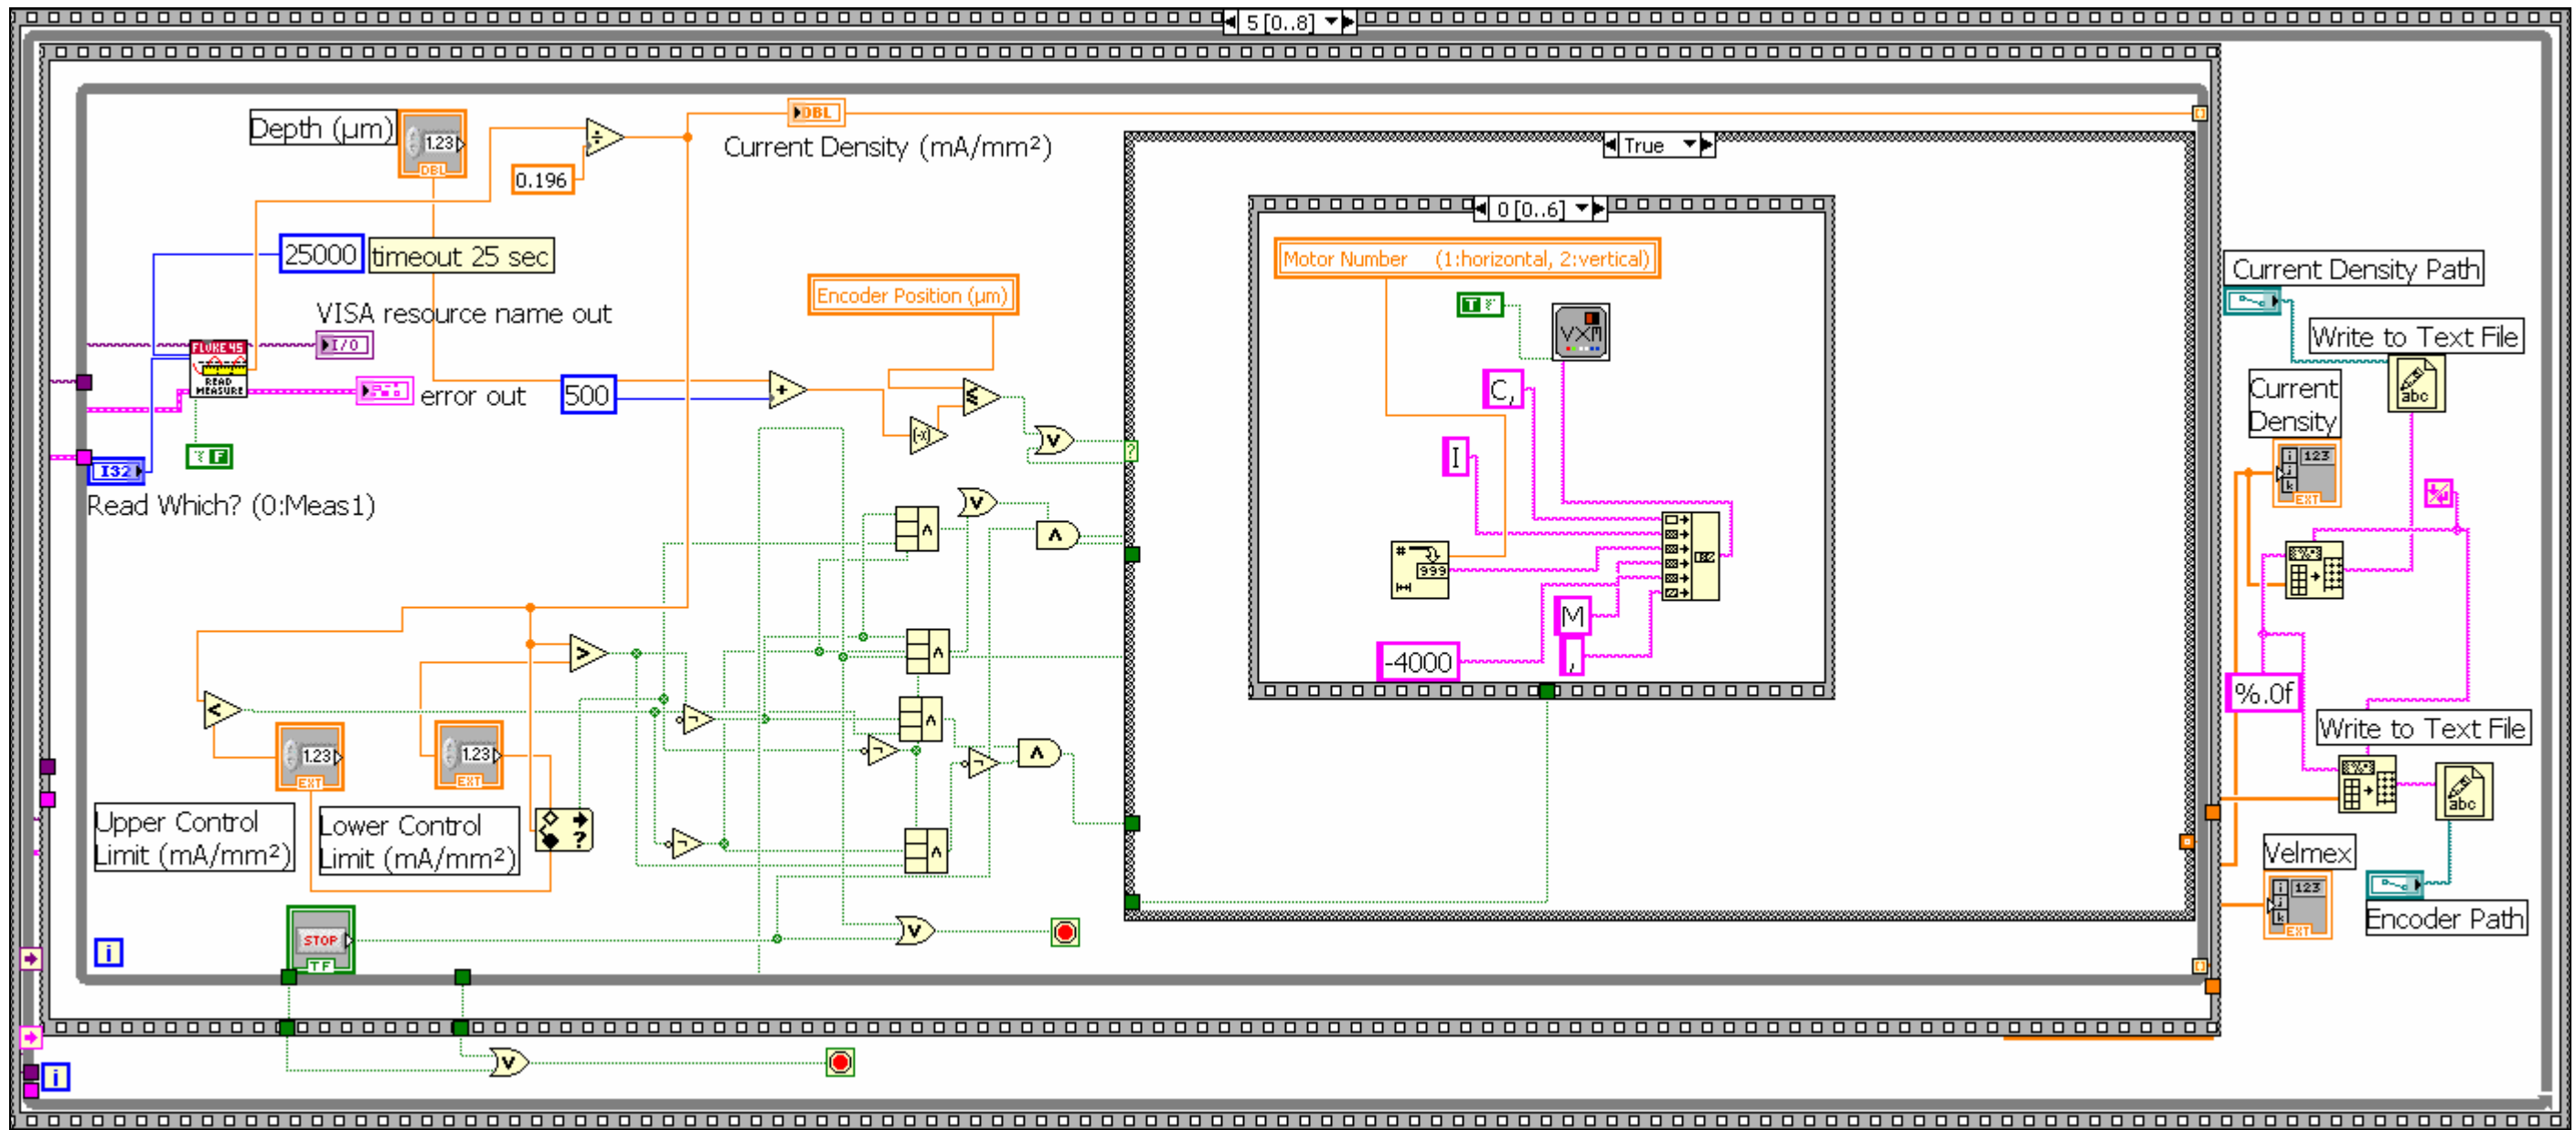 5 [0..8]
Depth (µm)
1.23
DBL
0.196
DBL
Current Density (mA/mm²)
True
25000
timeout 25 sec
VISA resource name out
I/O
FLUKE 45
READ
MEASURE
error out
F
I32
Read Which? (0:Meas1)
500
Encoder Position (µm)
0 [0..6]
Motor Number (1:horizontal, 2:vertical)
T
VXM
C,
I
#
999
M
-4000
,
1.23
EXT
1.23
EXT
Upper Control
Limit (mA/mm²)
Lower Control
Limit (mA/mm²)
?
STOP
TF
i
i
?
Current Density Path
Write to Text File
abc
Current
Density
123
i
j
k
EXT
%.0f
Write to Text File
abc
Velmex
123
i
j
k
EXT
Encoder Path